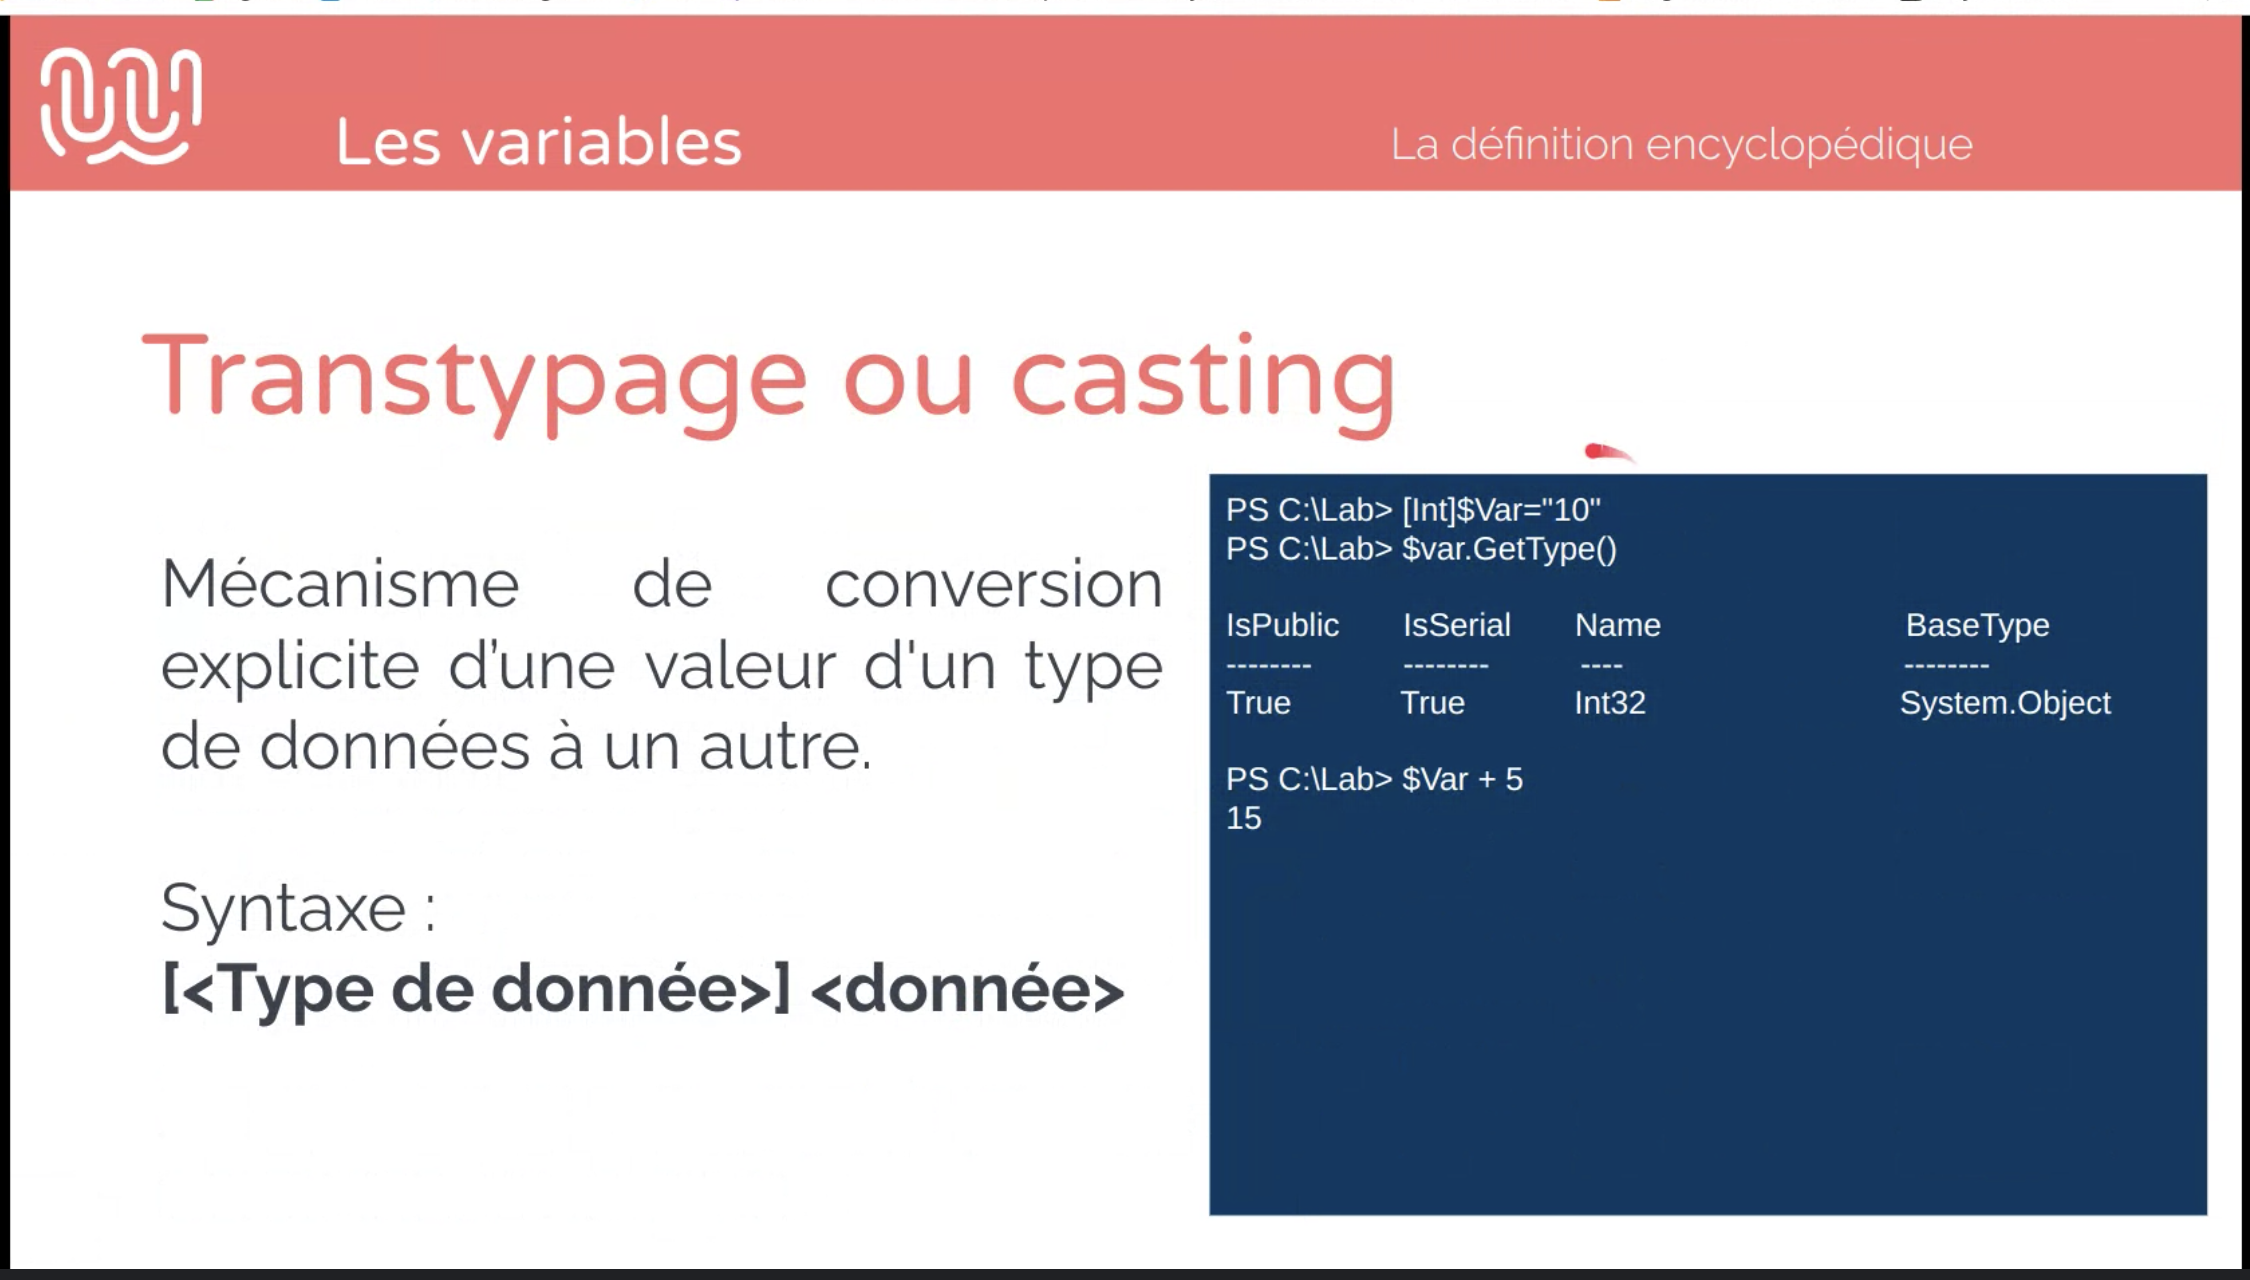 Les variables
La définition encyclopédique
Transtypage ou casting
Mécanisme de conversion
explicite d’une valeur d'un type
de données à un autre.
Syntaxe :
[<Type de donnée>] <donnée>
PS C:\Lab> [Int]$Var="10"
PS C:\Lab> $var.GetType()
IsPublic IsSerial Name BaseType
-------- -------- ---- --------
True True Int32 System.Object
PS C:\Lab> $Var + 5
15